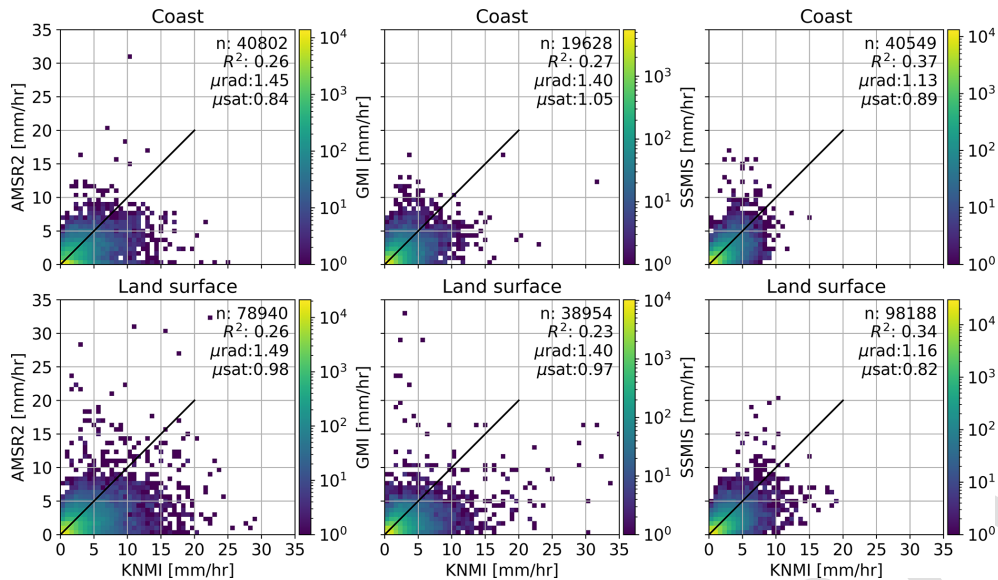 Coast
35
30
25
20
15
10
5
0
AMSR2 [mm/hr]
n: 40802
R²: 0.26
μrad:1.45
μsat:0.84
10⁴
10³
10²
10¹
10⁰
Coast
GMI [mm/hr]
n: 19628
R²: 0.27
μrad:1.40
μsat:1.05
10³
10²
10¹
10⁰
Coast
SSMIS [mm/hr]
n: 40549
R²: 0.37
μrad:1.13
μsat:0.89
10⁴
10³
10²
10¹
10⁰
Land surface
35
30
25
20
15
10
5
0
AMSR2 [mm/hr]
n: 78940
R²: 0.26
μrad:1.49
μsat:0.98
10⁴
10³
10²
10¹
10⁰
0 5 10 15 20 25 30 35
KNMI [mm/hr]
Land surface
GMI [mm/hr]
n: 38954
R²: 0.23
μrad:1.40
μsat:0.97
10⁴
10³
10²
10¹
10⁰
0 5 10 15 20 25 30 35
KNMI [mm/hr]
Land surface
SSMIS [mm/hr]
n: 98188
R²: 0.34
μrad:1.16
μsat:0.82
10⁴
10³
10²
10¹
10⁰
0 5 10 15 20 25 30 35
KNMI [mm/hr]